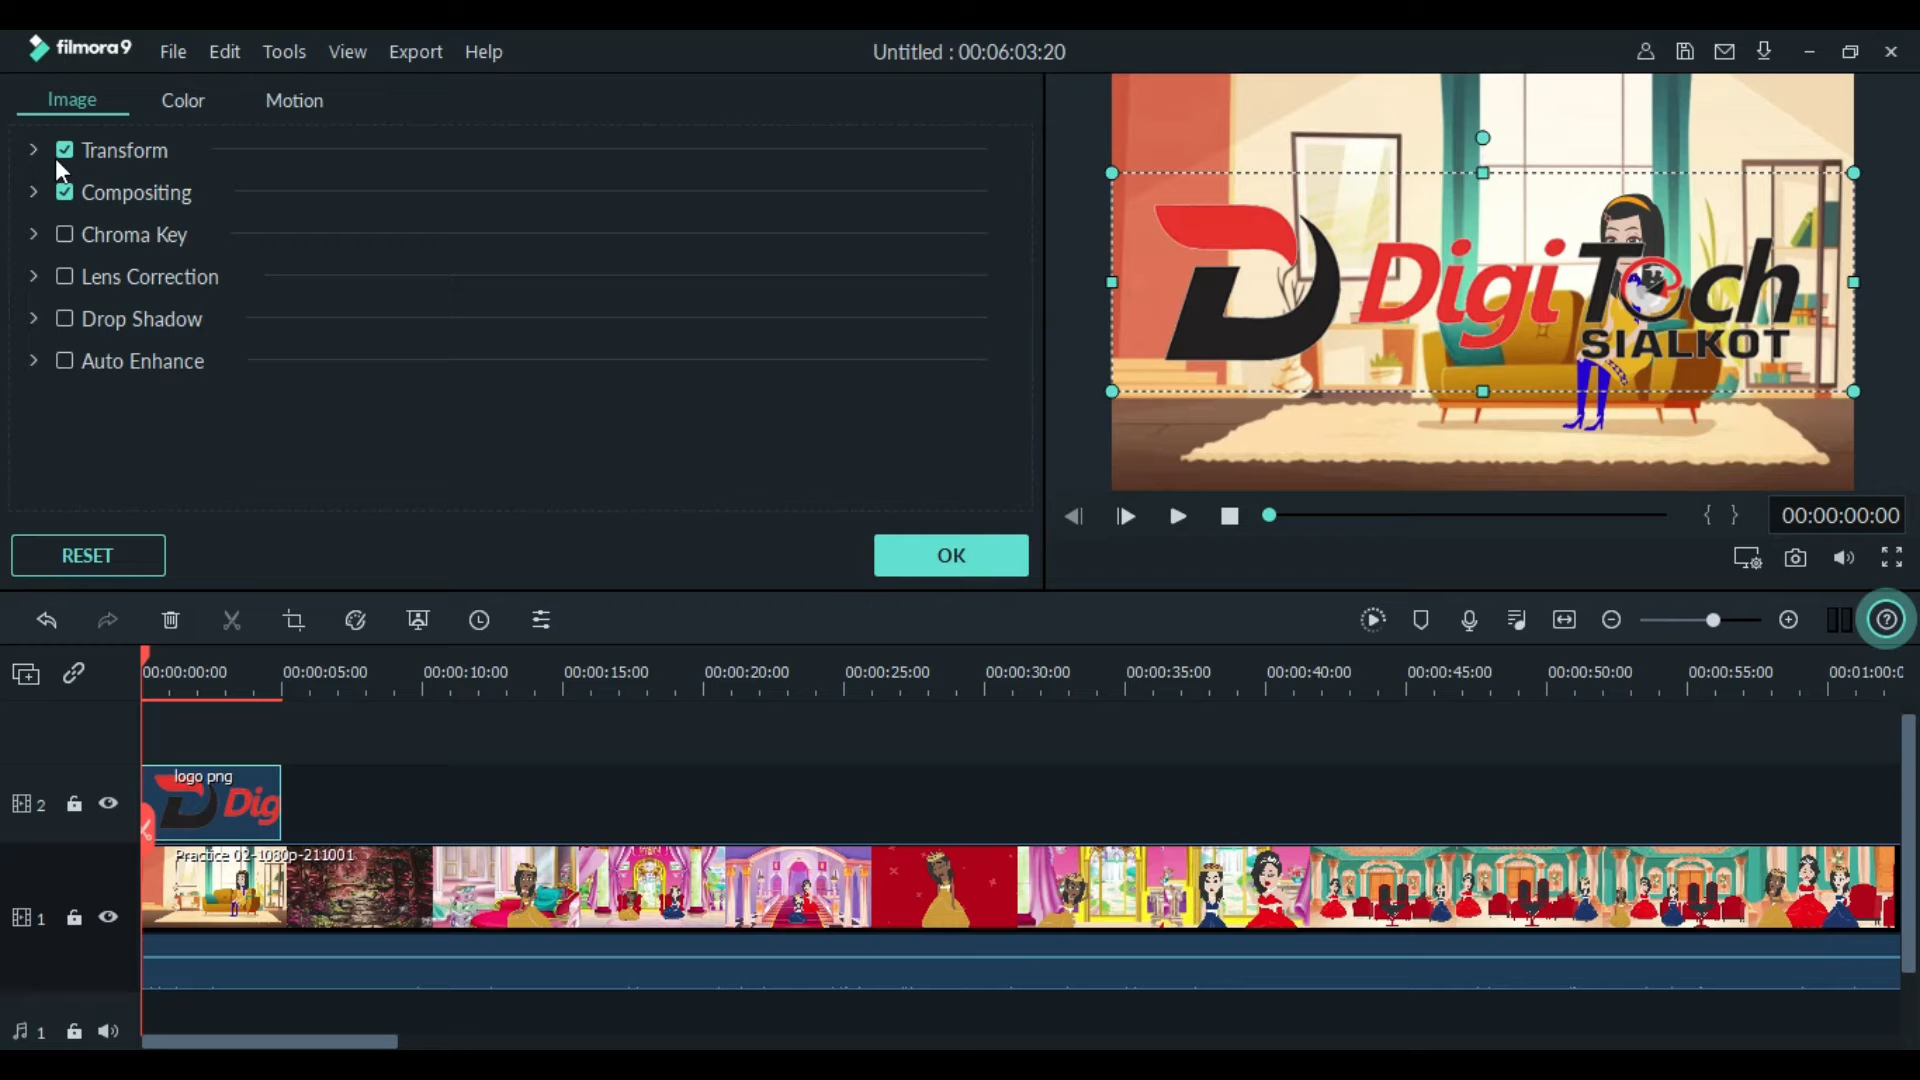 filmora9 File Edit Tools View Export Help Untitled : 00:06:03:20
Image Color Motion
Transform
Compositing
Chroma Key
Lens Correction
Drop Shadow
Auto Enhance
DigiTech
SIALKOT
RESET OK
{ } 00:00:00:00
00:00:00:00 00:00:05:00 00:00:10:00 00:00:15:00 00:00:20:00 00:00:25:00 00:00:30:00 00:00:35:00 00:00:40:00 00:00:45:00 00:00:50:00 00:00:55:00 00:01:00:0
logo png
Dig
2
Practice 02-1080p-211001
1
1